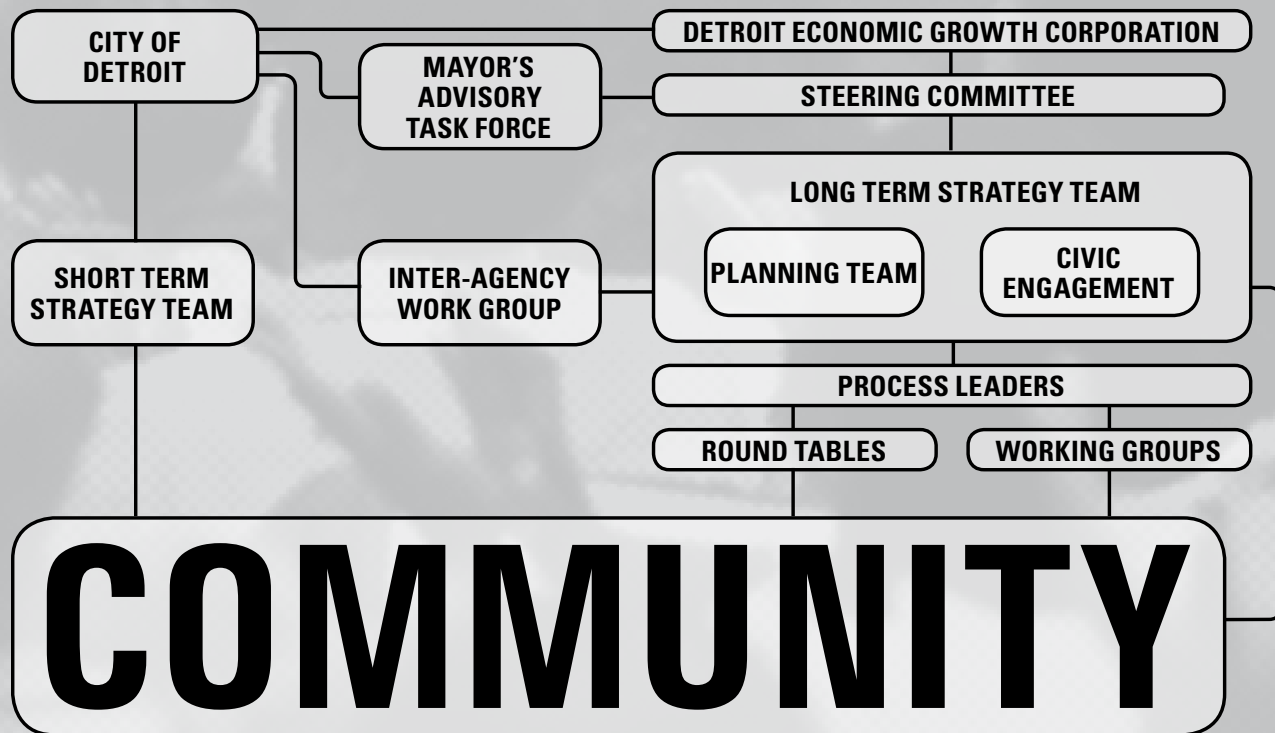 CITY OF
DETROIT
DETROIT ECONOMIC GROWTH CORPORATION
MAYOR'S
ADVISORY
TASK FORCE
STEERING COMMITTEE
LONG TERM STRATEGY TEAM
PLANNING TEAM
CIVIC
ENGAGEMENT
SHORT TERM
STRATEGY TEAM
INTER-AGENCY
WORK GROUP
PROCESS LEADERS
ROUND TABLES
WORKING GROUPS
COMMUNITY